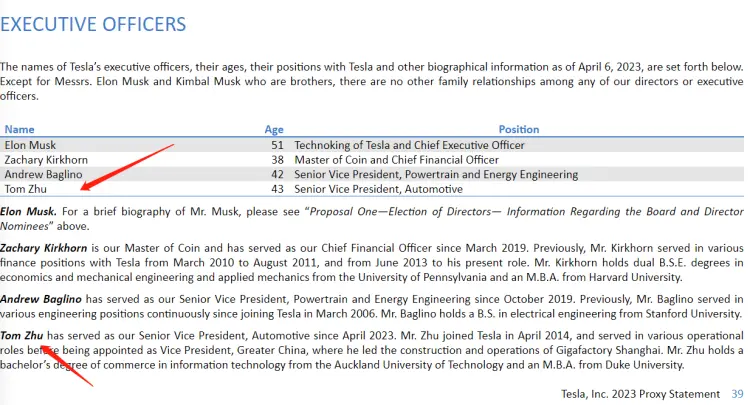 EXECUTIVE OFFICERS
The names of Tesla's executive officers, their ages, their positions with Tesla and other biographical information as of April 6, 2023, are set forth below.
Except for Messrs. Elon Musk and Kimbal Musk who are brothers, there are no other family relationships among any of our directors or executive
officers.
Name Age Position
Elon Musk 51 Technoking of Tesla and Chief Executive Officer
Zachary Kirkhorn 38 Master of Coin and Chief Financial Officer
Andrew Baglino 42 Senior Vice President, Powertrain and Energy Engineering
Tom Zhu 43 Senior Vice President, Automotive
Elon Musk. For a brief biography of Mr. Musk, please see “Proposal One—Election of Directors— Information Regarding the Board and Director
Nominees” above.
Zachary Kirkhorn is our Master of Coin and has served as our Chief Financial Officer since March 2019. Previously, Mr. Kirkhorn served in various
finance positions with Tesla from March 2010 to August 2011, and from June 2013 to his present role. Mr. Kirkhorn holds dual B.S.E. degrees in
economics and mechanical engineering and applied mechanics from the University of Pennsylvania and an M.B.A. from Harvard University.
Andrew Baglino has served as our Senior Vice President, Powertrain and Energy Engineering since October 2019. Previously, Mr. Baglino served in
various engineering positions continuously since joining Tesla in March 2006. Mr. Baglino holds a B.S. in electrical engineering from Stanford University.
Tom Zhu has served as our Senior Vice President, Automotive since April 2023. Mr. Zhu joined Tesla in April 2014, and served in various operational
roles before being appointed as Vice President, Greater China, where he led the construction and operations of Gigafactory Shanghai. Mr. Zhu holds a
bachelor's degree of commerce in information technology from the Auckland University of Technology and an M.B.A. from Duke University.
Tesla, Inc. 2023 Proxy Statement 39